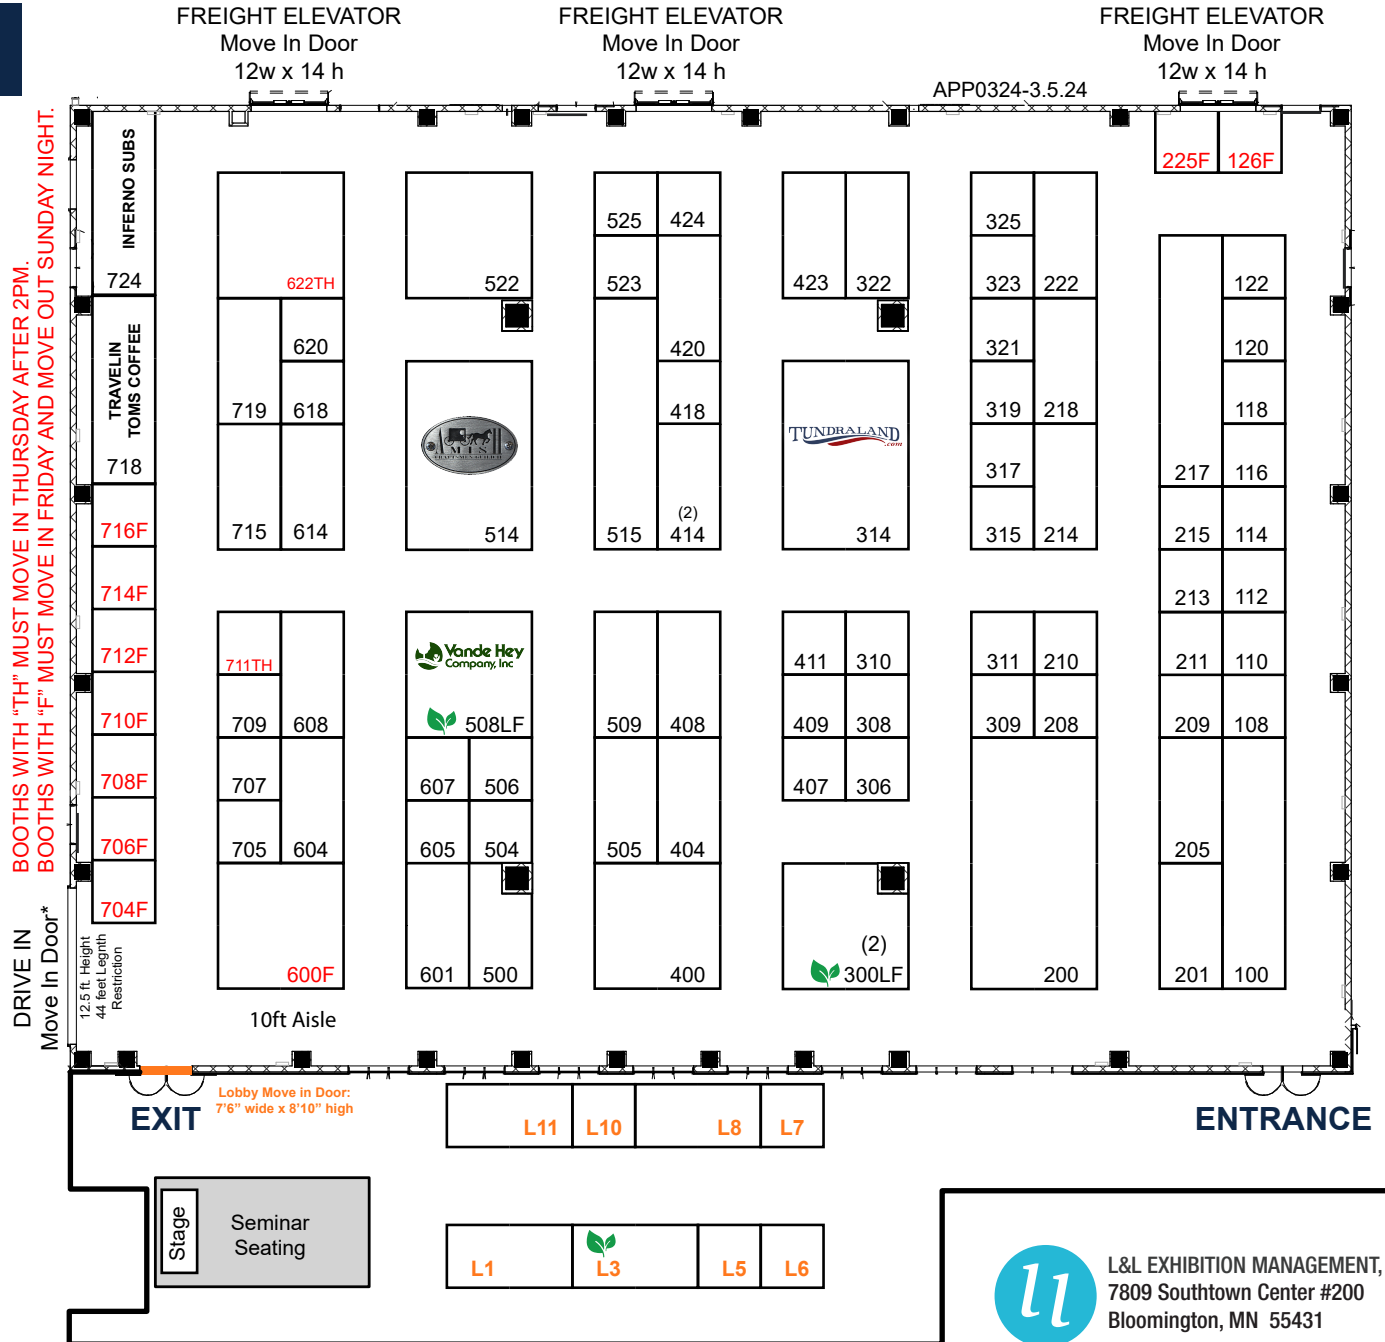 FREIGHT ELEVATOR
Move In Door
12w x 14 h
FREIGHT ELEVATOR
Move In Door
12w x 14 h
FREIGHT ELEVATOR
Move In Door
12w x 14 h
APP0324-3.5.24
BOOTHS WITH “TH” MUST MOVE IN THURSDAY AFTER 2PM.
BOOTHS WITH “F” MUST MOVE IN FRIDAY AND MOVE OUT SUNDAY NIGHT.
INFERNO SUBS
724
TRAVELIN
TOMS COFFEE
718
716F
714F
712F
710F
708F
706F
704F
DRIVE IN
Move In Door*
12.5 ft. Height
44 feet Legnth
Restriction
622TH
620
719 618
715 614
711TH
709 608
707
705 604
600F
10ft Aisle
522
514
Vande Hey
Company, Inc
508LF
607 506
605 504
601 500
525 424
523
420
418
(2)
515 414
509 408
505 404
400
423 322
TUNDRALAND
.com
314
411 310
409 308
407 306
(2)
300LF
325
323 222
321
319 218
317
315 214
311 210
309 208
200
225F 126F
122
120
118
217 116
215 114
213 112
211 110
209 108
205
201 100
EXIT
Lobby Move in Door:
7'6” wide x 8'10” high
ENTRANCE
L11 L10 L8 L7
Stage
Seminar
Seating
L1 L3 L5 L6
ll
L&L EXHIBITION MANAGEMENT,
7809 Southtown Center #200
Bloomington, MN 55431